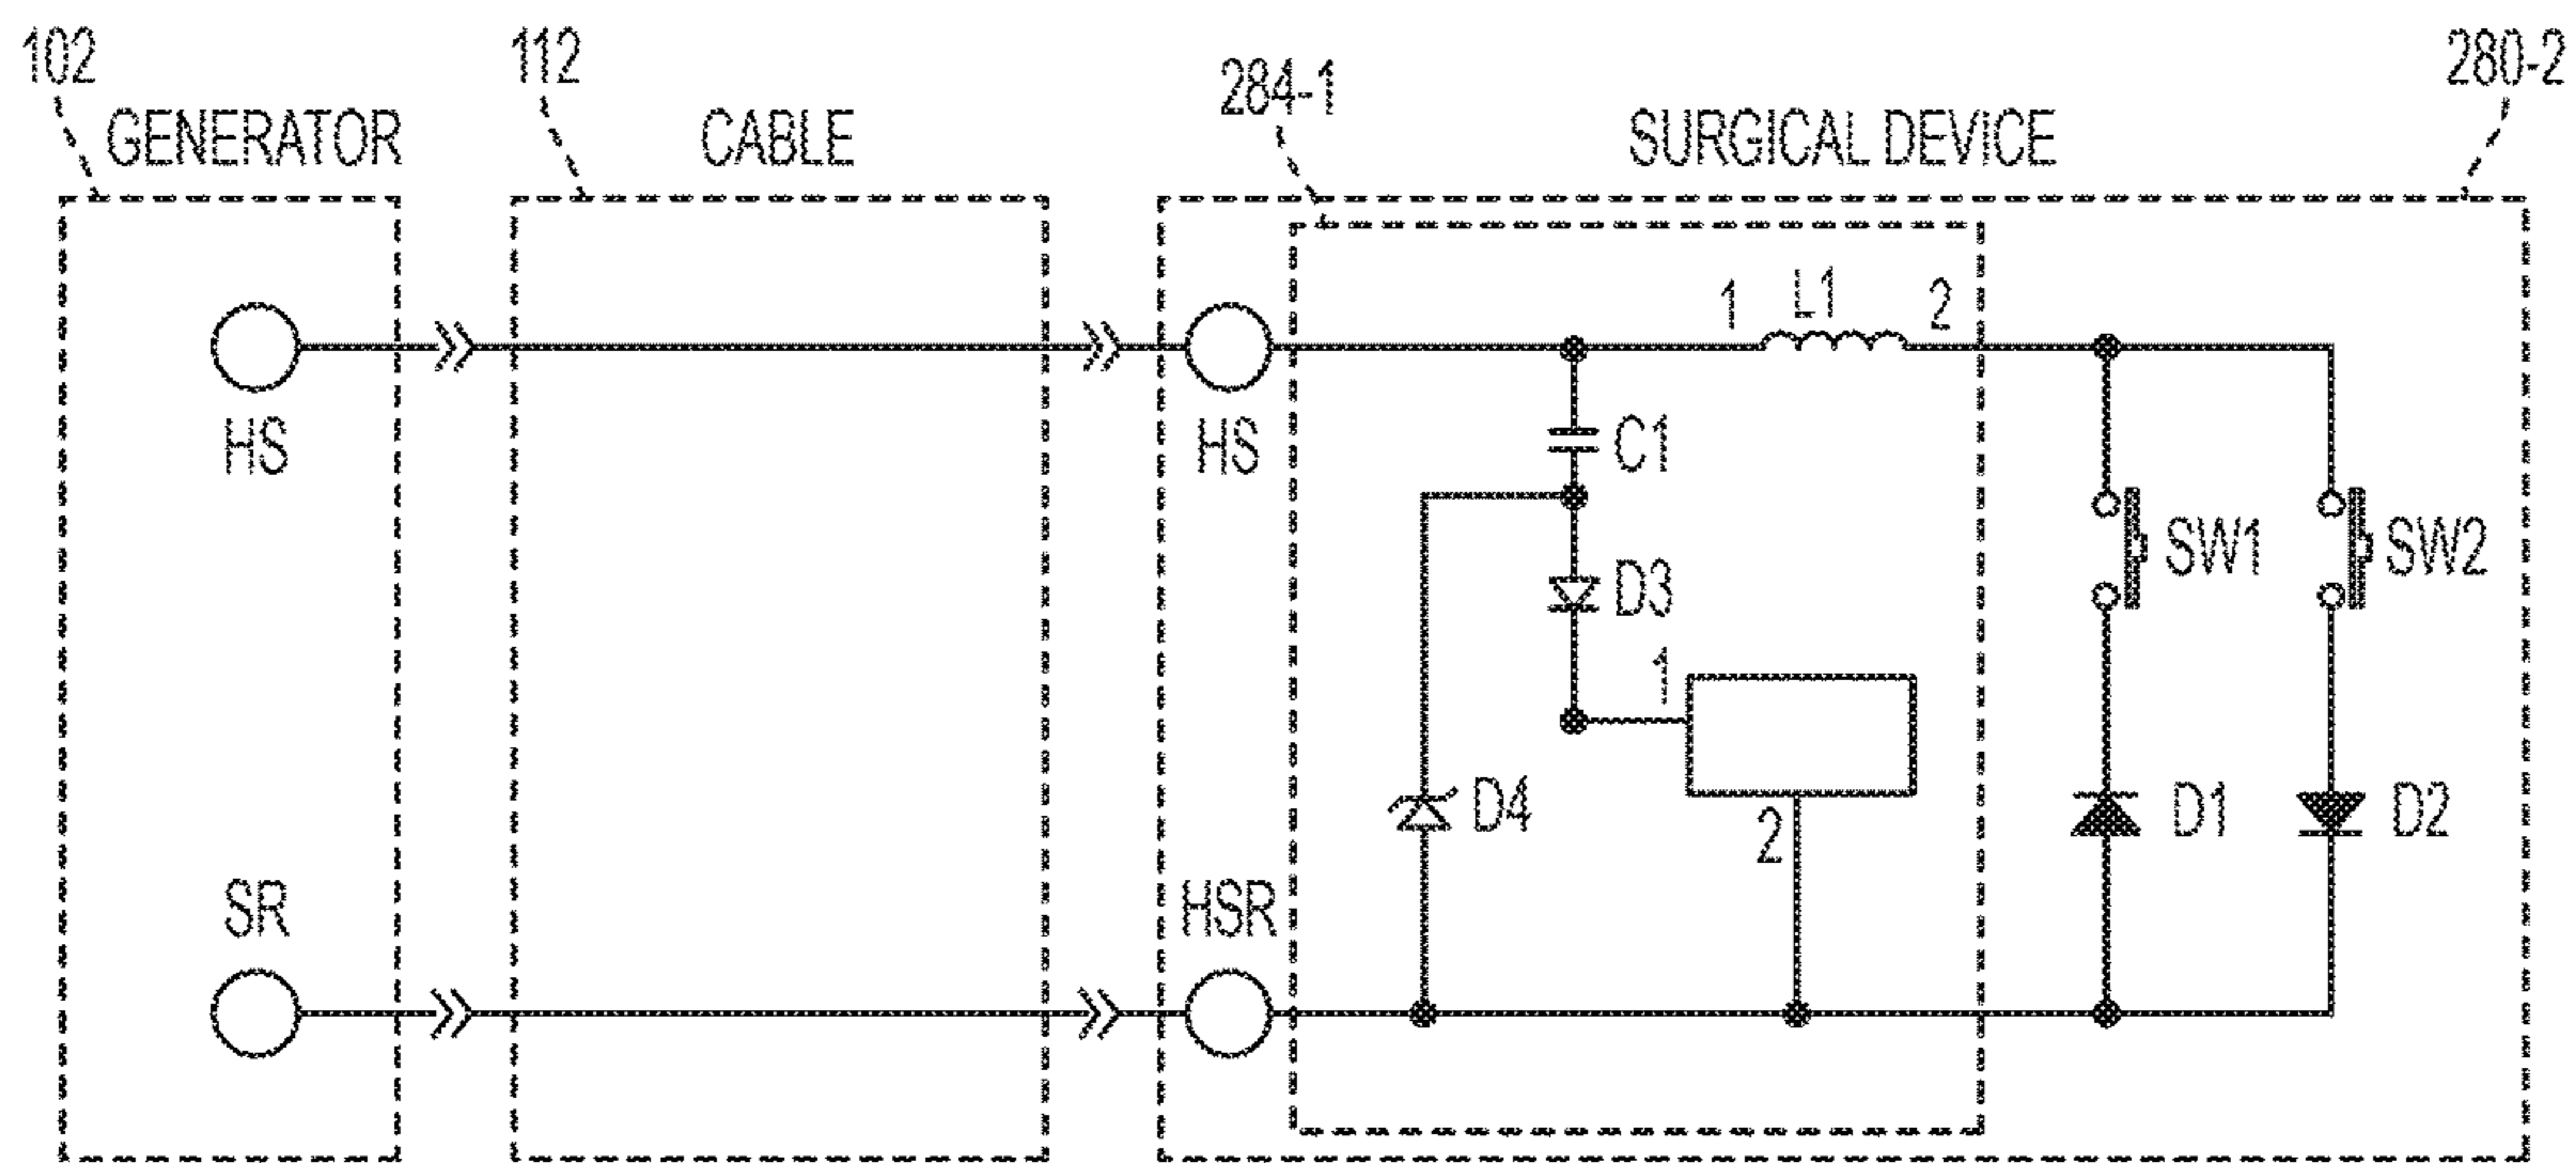 102
112
284-1
280-2
GENERATOR
CABLE
SURGICAL DEVICE
1
L1
2
HS
HS
C1
SW1
SW2
D3
1
D4
2
D1
D2
SR
HSR